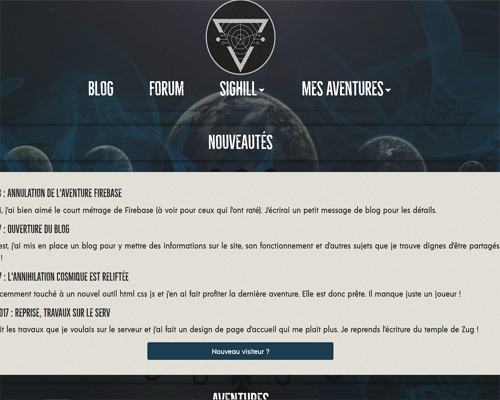 BLOG FORUM SIGHILL MES AVENTURES
NOUVEAUTÉS
: ANNULATION DE L'AVENTURE FIREBASE
, j'ai bien aimé le court métrage de Firebase (à voir pour ceux qui l'ont raté). J'écrirai un petit message de blog pour les détails.
: OUVERTURE DU BLOG
est, j'ai mis en place un blog pour y mettre des informations sur le site, son fonctionnement et d'autres sujets que je trouve dignes d'être partagés
!
: L'ANNIHILATION COSMIQUE EST RELIFTÉE
cemment touché à un nouvel outil html css js et j'en ai fait profiter la dernière aventure. Elle est donc prête. Il manque juste un joueur !
017 : REPRISE, TRAVAUX SUR LE SERV
it les travaux que je voulais sur le serveur et j'ai fait un design de page d'accueil qui me plait plus. Je reprends l'écriture du temple de Zug !
Nouveau visiteur ?
AVENTURES